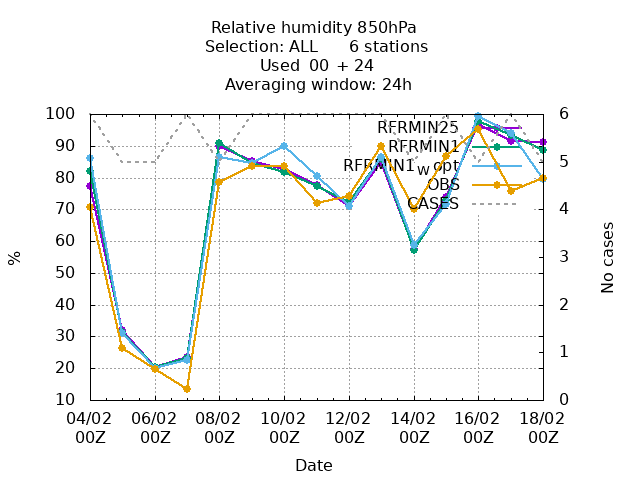 Relative humidity 850hPa
Selection: ALL 6 stations
Used 00 + 24
Averaging window: 24h
100
90
80
70
60
50
40
30
20
10
%
6
5
4
3
2
1
0
No cases
RFRMIN25
RFRMIN1
RFRMIN1w opt
OBS
CASES
04/02 06/02 08/02 10/02 12/02 14/02 16/02 18/02
00Z 00Z 00Z 00Z 00Z 00Z 00Z 00Z
Date